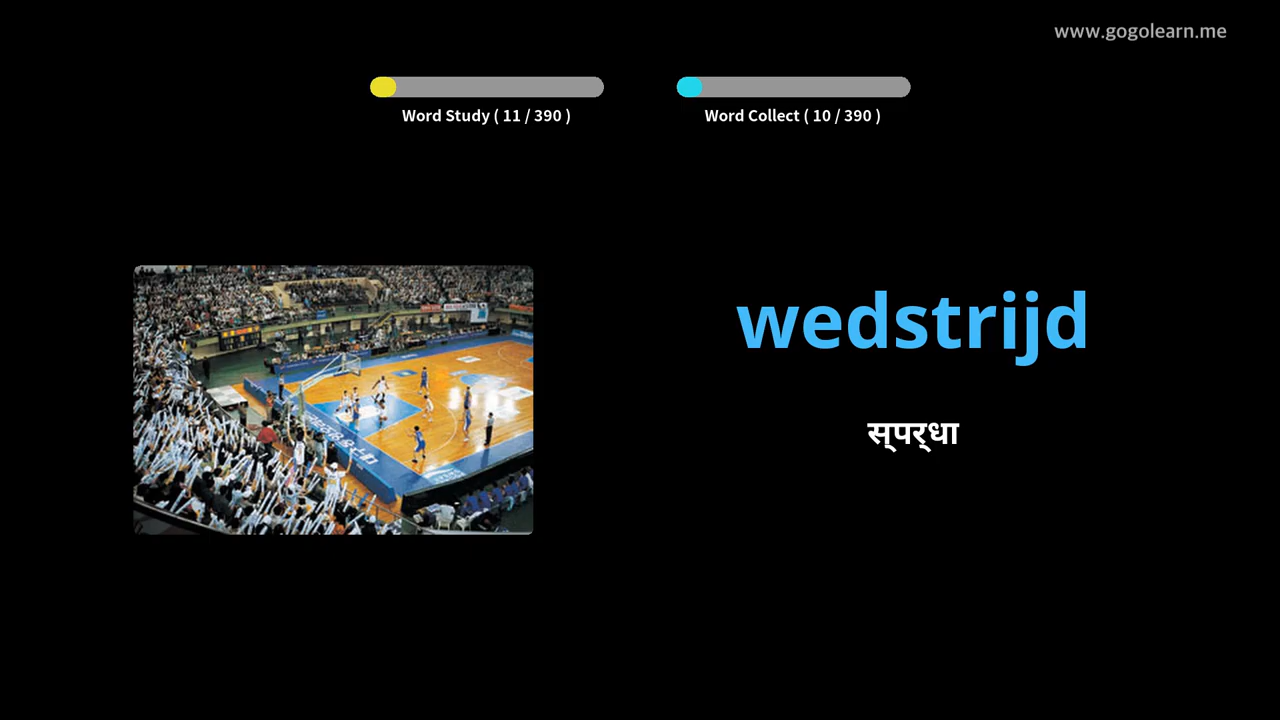 www.gogolearn.me
Word Study ( 11 / 390 )
Word Collect ( 10 / 390 )
wedstrijd
स्पर्धा